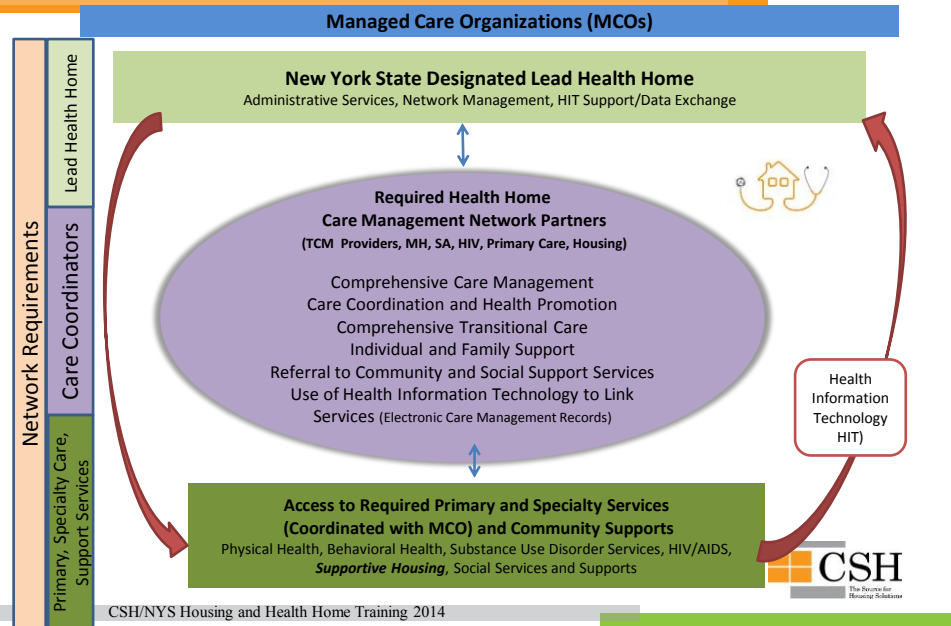 Managed Care Organizations (MCOs)
Network Requirements
Lead Health Home
Care Coordinators
Primary, Specialty Care,
Support Services
New York State Designated Lead Health Home
Administrative Services, Network Management, HIT Support/Data Exchange
Required Health Home
Care Management Network Partners
(TCM Providers, MH, SA, HIV, Primary Care, Housing)
Comprehensive Care Management
Care Coordination and Health Promotion
Comprehensive Transitional Care
Individual and Family Support
Referral to Community and Social Support Services
Use of Health Information Technology to Link
Services (Electronic Care Management Records)
Health
Information
Technology
HIT)
Access to Required Primary and Specialty Services
(Coordinated with MCO) and Community Supports
Physical Health, Behavioral Health, Substance Use Disorder Services, HIV/AIDS,
Supportive Housing, Social Services and Supports
CSH
The Source for
Housing Solutions
CSH/NYS Housing and Health Home Training 2014